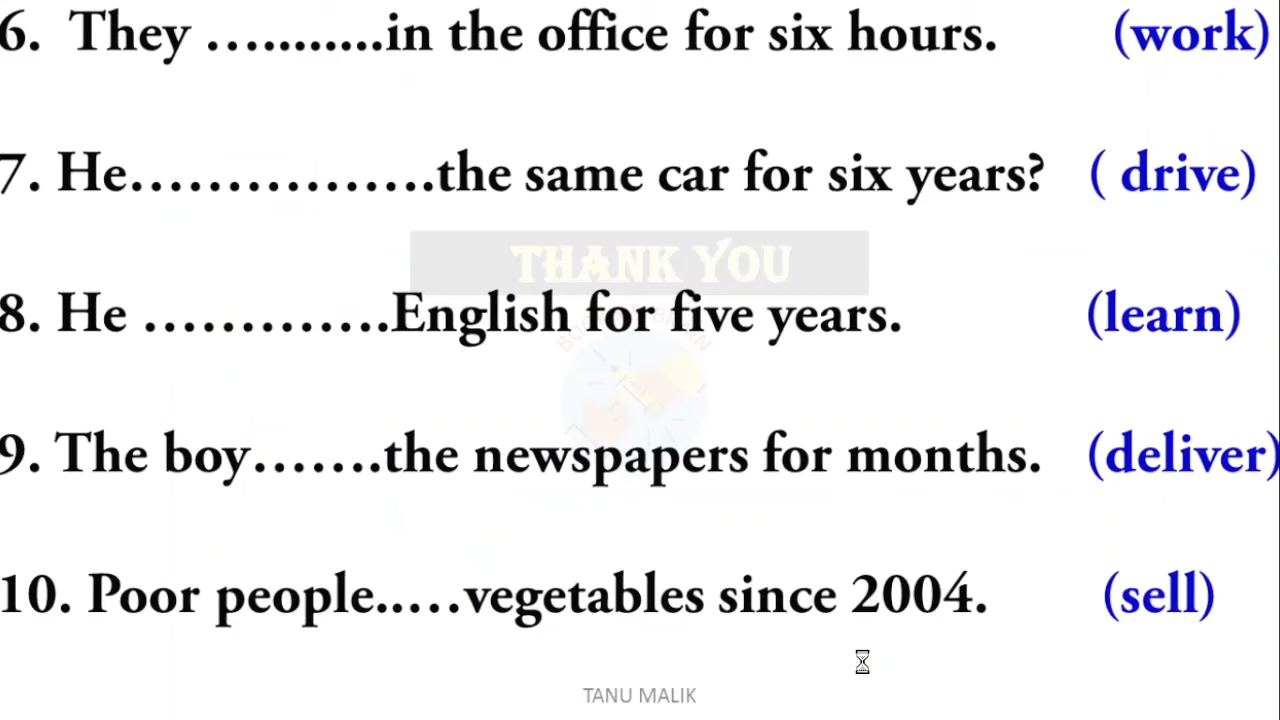 6. They …........in the office for six hours. (work)
7. He…………….the same car for six years? ( drive)
THANK YOU
8. He ………….English for five years. (learn)
9. The boy…….the newspapers for months. (deliver)
10. Poor people..…vegetables since 2004. (sell)
TANU MALIK